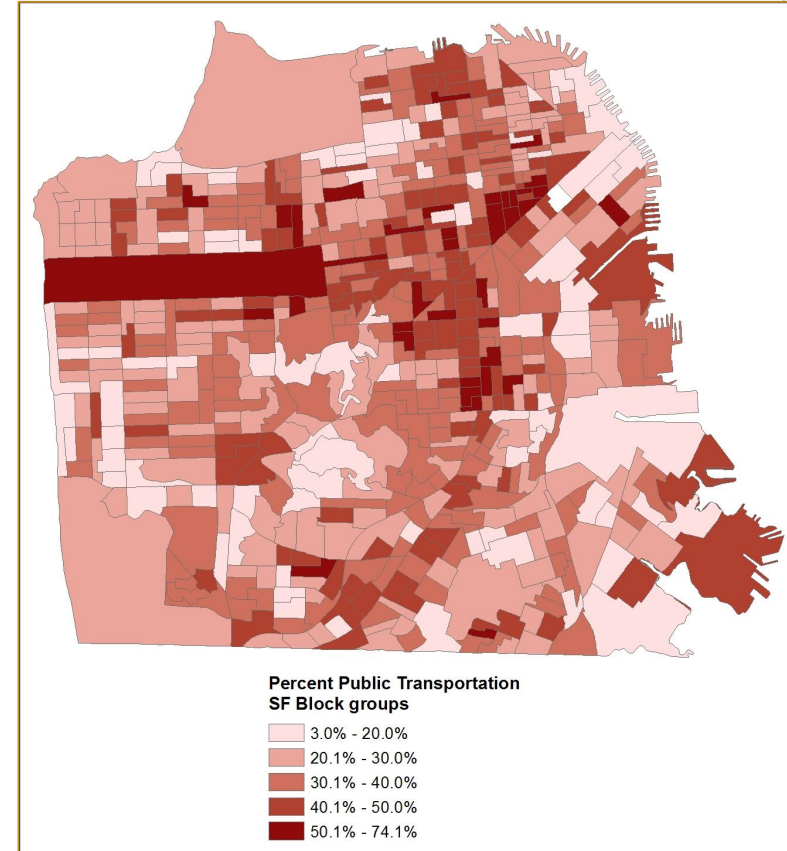 Percent Public Transportation
SF Block groups
3.0% - 20.0%
20.1% - 30.0%
30.1% - 40.0%
40.1% - 50.0%
50.1% - 74.1%